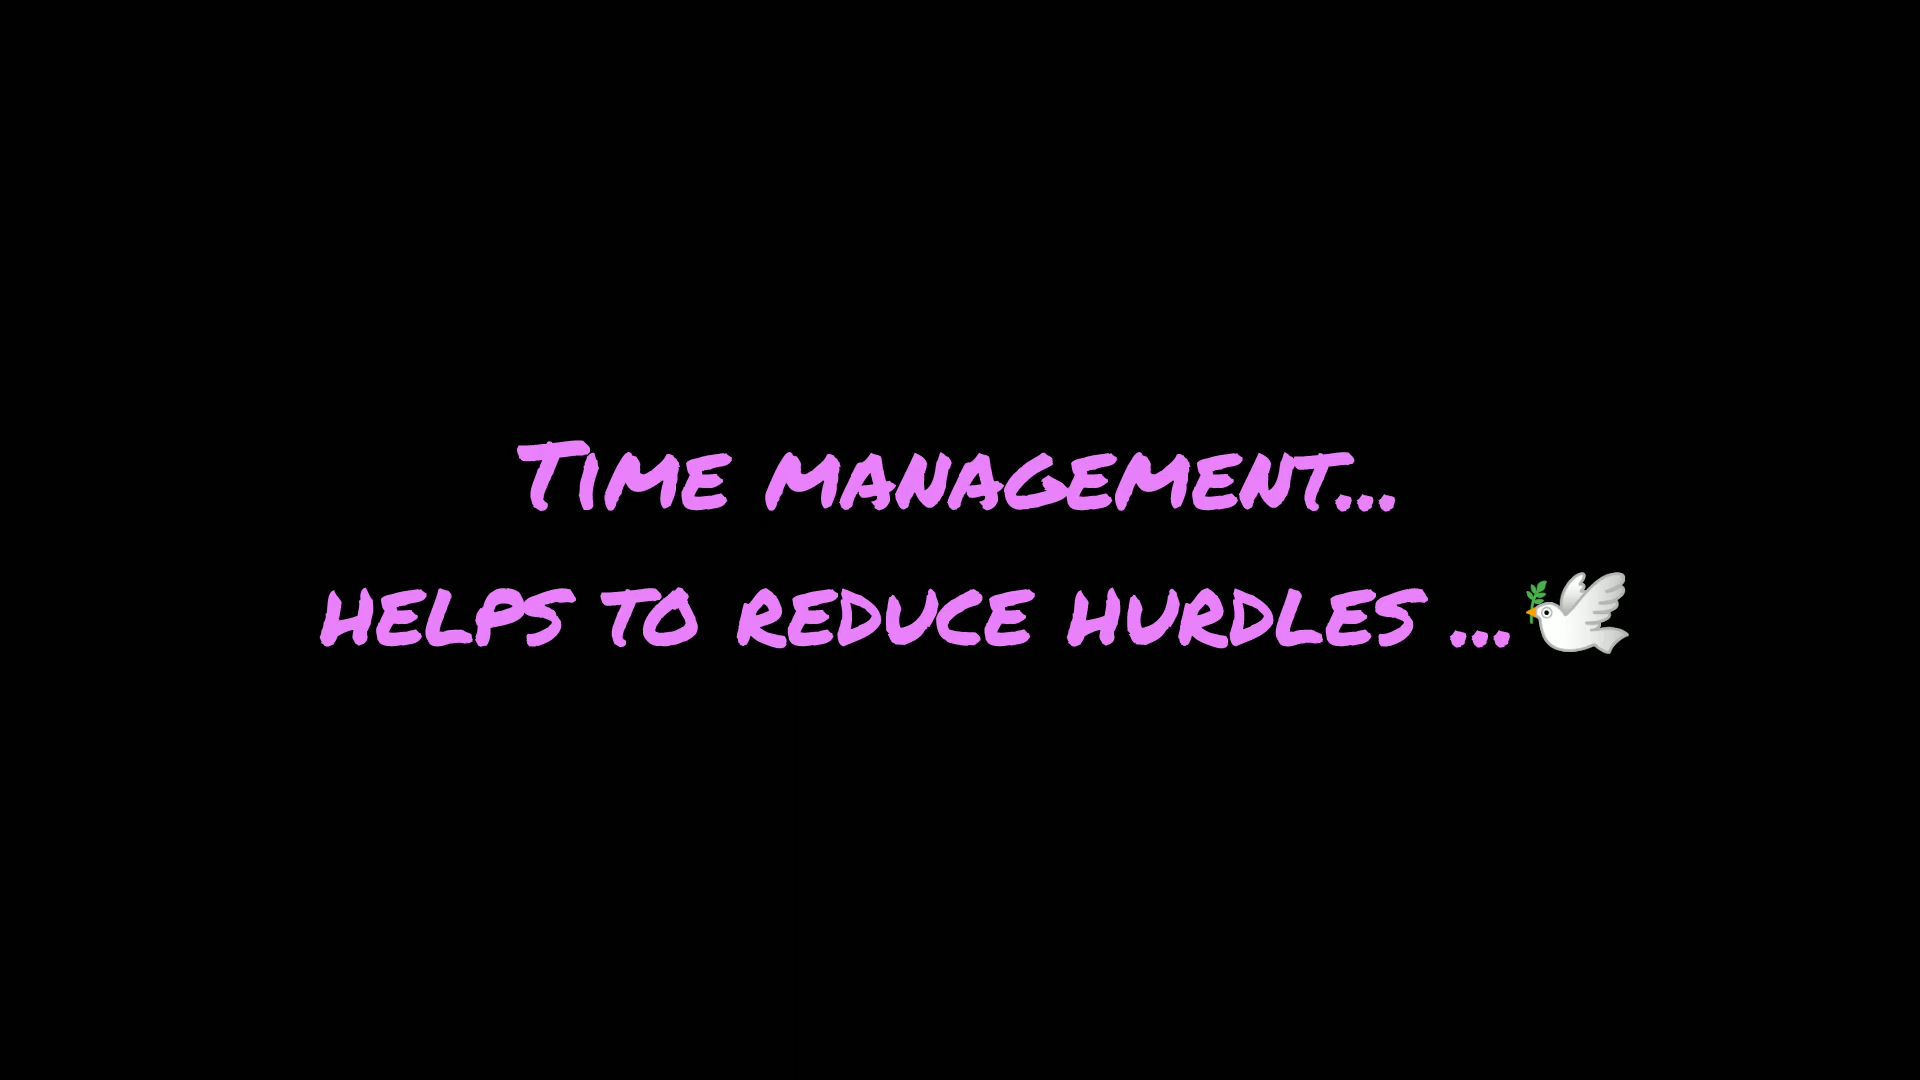 Time management...
helps to reduce hurdles ...🕊️